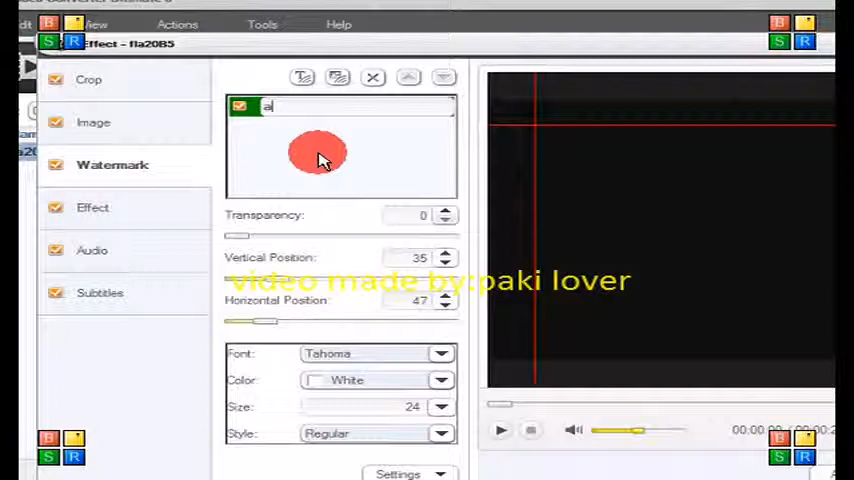 View Actions Tools Help
Effect - fla20B5
Crop
Image
Watermark
Effect
Audio
Subtitles
a
Transparency: 0
Vertical Position: 35
video made by:paki lover
Horizontal Position: 47
Font: Tahoma
Color: White
Size: 24
Style: Regular
Settings
B
S R
B
S R
B
S R
B
S R